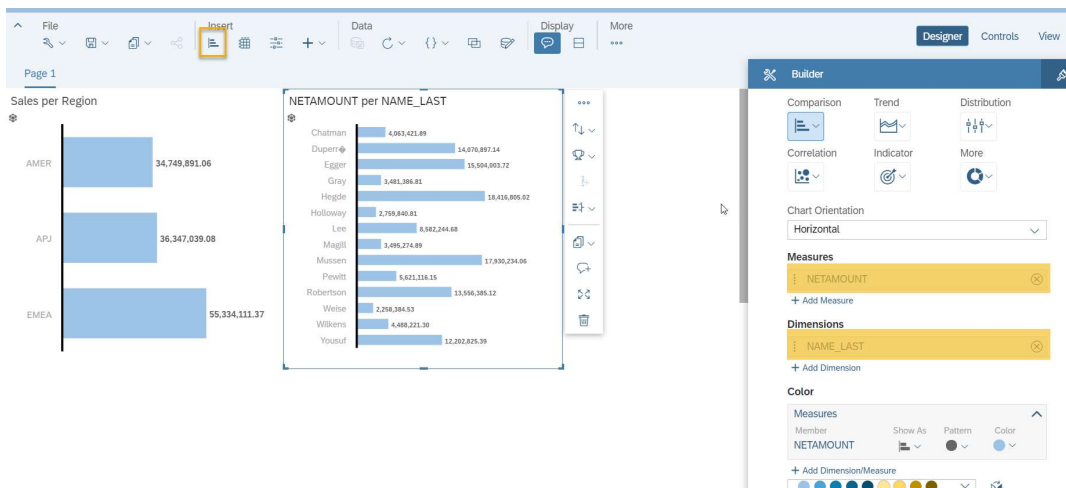 File
Insert
Data
Display
More
Designer
Controls
View
Page 1
Builder
Sales per Region
AMER 34,749,891.06
APJ 36,347,039.08
EMEA 55,334,111.37
NETAMOUNT per NAME_LAST
Chatman 4,063,421.89
Duperr� 14,070,897.14
Egger 15,504,003.72
Gray 3,481,386.81
Hegde 18,416,805.02
Holloway 2,759,840.81
Lee 8,582,244.68
Magill 3,495,274.89
Mussen 17,930,234.06
Pewitt 5,621,116.15
Robertson 13,556,385.12
Weise 2,258,384.53
Wilkens 4,488,221.30
Yousuf 12,202,825.39
Comparison Trend Distribution
Correlation Indicator More
Chart Orientation
Horizontal
Measures
NETAMOUNT
+ Add Measure
Dimensions
NAME_LAST
+ Add Dimension
Color
Measures
Member Show As Pattern Color
NETAMOUNT
+ Add Dimension/Measure